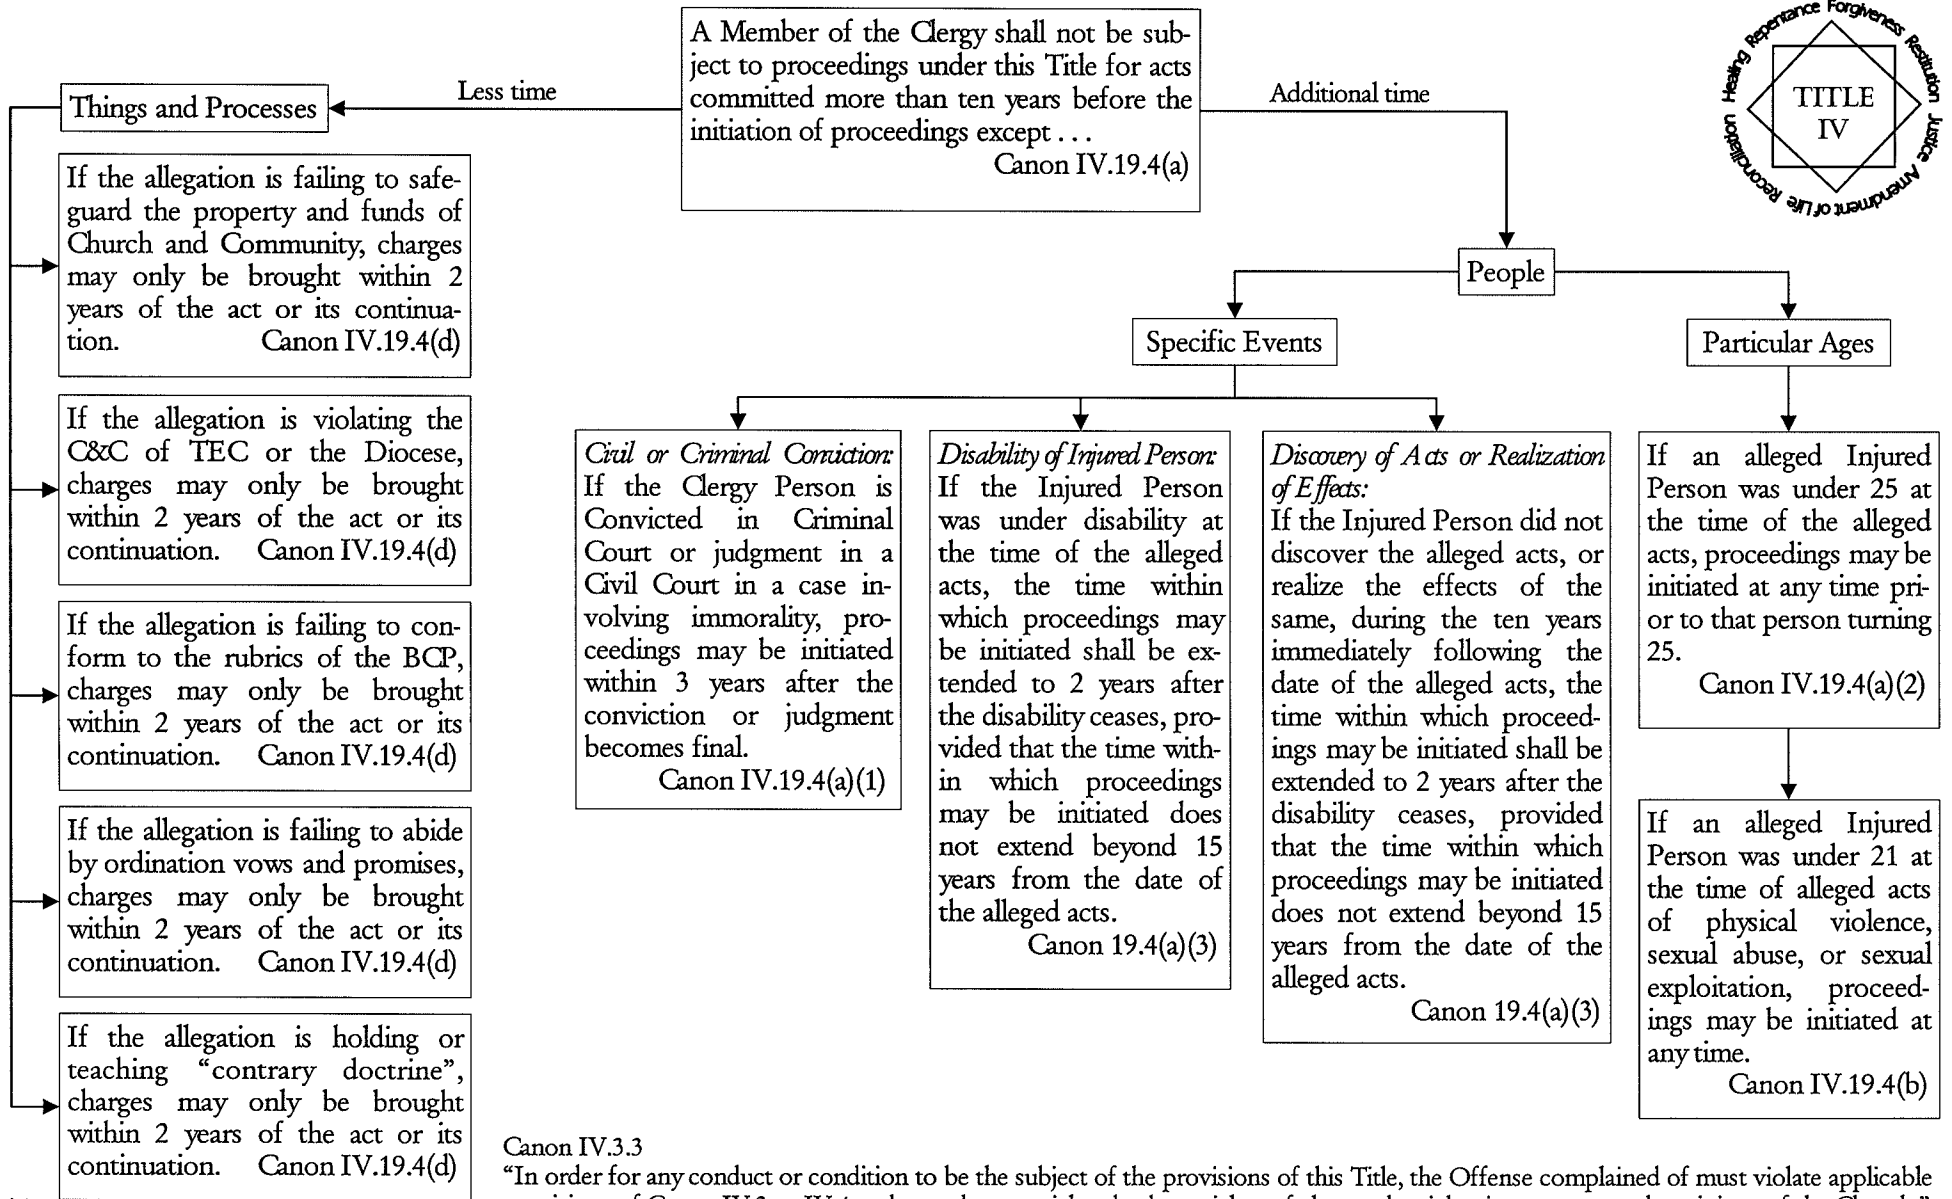 A Member of the Clergy shall not be sub-
ject to proceedings under this Title for acts
committed more than ten years before the
initiation of proceedings except . . .
Canon IV.19.4(a)
Healing Repentance Forgiveness Restitution Justice Amendment of Life Reconciliation
TITLE
IV
Less time
Additional time
Things and Processes
If the allegation is failing to safe-
guard the property and funds of
Church and Community, charges
may only be brought within 2
years of the act or its continua-
tion. Canon IV.19.4(d)
If the allegation is violating the
C&C of TEC or the Diocese,
charges may only be brought
within 2 years of the act or its
continuation. Canon IV.19.4(d)
If the allegation is failing to con-
form to the rubrics of the BCP,
charges may only be brought
within 2 years of the act or its
continuation. Canon IV.19.4(d)
If the allegation is failing to abide
by ordination vows and promises,
charges may only be brought
within 2 years of the act or its
continuation. Canon IV.19.4(d)
If the allegation is holding or
teaching “contrary doctrine”,
charges may only be brought
within 2 years of the act or its
continuation. Canon IV.19.4(d)
People
Specific Events
Particular Ages
Civil or Criminal Conviction:
If the Clergy Person is
Convicted in Criminal
Court or judgment in a
Civil Court in a case in-
volving immorality, pro-
ceedings may be initiated
within 3 years after the
conviction or judgment
becomes final.
Canon IV.19.4(a)(1)
Disability of Injured Person:
If the Injured Person
was under disability at
the time of the alleged
acts, the time within
which proceedings may
be initiated shall be ex-
tended to 2 years after
the disability ceases, pro-
vided that the time with-
in which proceedings
may be initiated does
not extend beyond 15
years from the date of
the alleged acts.
Canon 19.4(a)(3)
Discovery of Acts or Realization
of Effects:
If the Injured Person did not
discover the alleged acts, or
realize the effects of the
same, during the ten years
immediately following the
date of the alleged acts, the
time within which proceed-
ings may be initiated shall be
extended to 2 years after the
disability ceases, provided
that the time within which
proceedings may be initiated
does not extend beyond 15
years from the date of the
alleged acts.
Canon 19.4(a)(3)
If an alleged Injured
Person was under 25 at
the time of the alleged
acts, proceedings may be
initiated at any time pri-
or to that person turning
25.
Canon IV.19.4(a)(2)
If an alleged Injured
Person was under 21 at
the time of alleged acts
of physical violence,
sexual abuse, or sexual
exploitation, proceed-
ings may be initiated at
any time.
Canon IV.19.4(b)
Canon IV.3.3
“In order for any conduct or condition to be the subject of the provisions of this Title, the Offense complained of must violate applicable